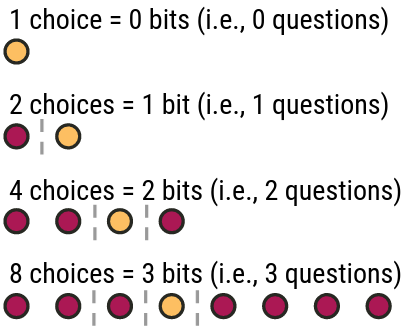 1 choice = 0 bits (i.e., 0 questions)
2 choices = 1 bit (i.e., 1 questions)
4 choices = 2 bits (i.e., 2 questions)
8 choices = 3 bits (i.e., 3 questions)